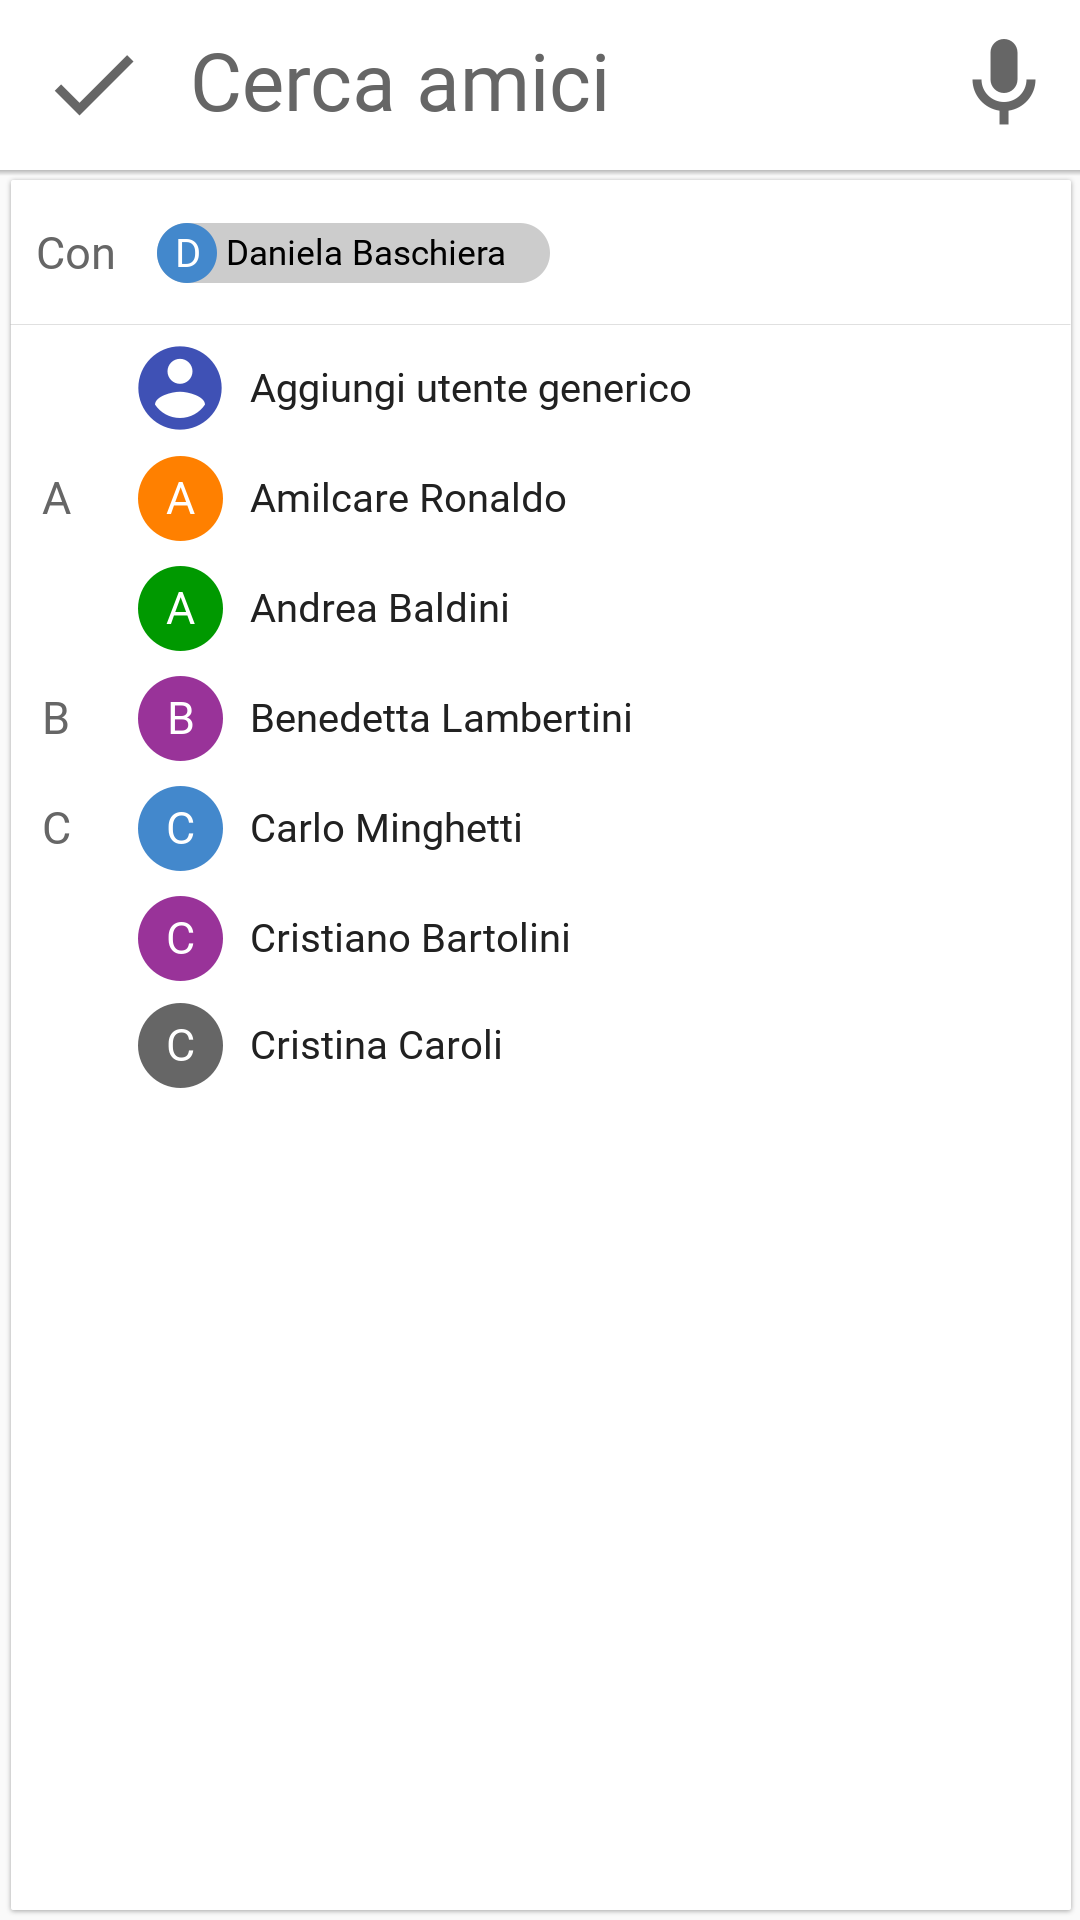 Cerca amici
Con D Daniela Baschiera
Aggiungi utente generico
A A Amilcare Ronaldo
A Andrea Baldini
B B Benedetta Lambertini
C C Carlo Minghetti
C Cristiano Bartolini
C Cristina Caroli